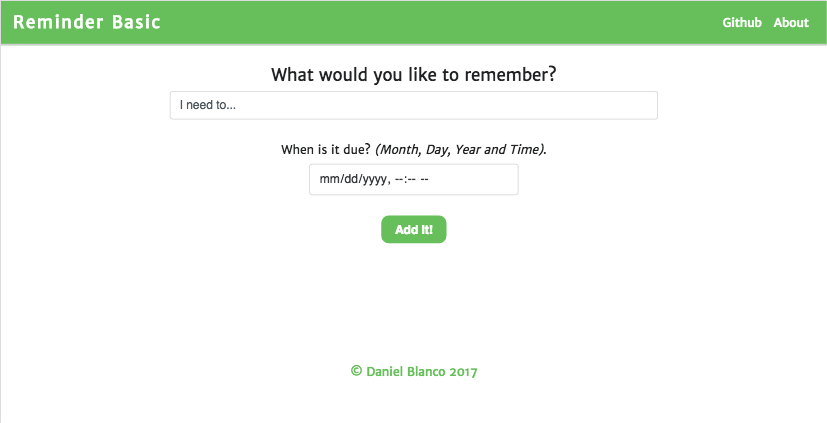 Reminder Basic
Github About
What would you like to remember?
I need to...
When is it due? (Month, Day, Year and Time).
mm/dd/yyyy, --:-- --
Add it!
© Daniel Blanco 2017